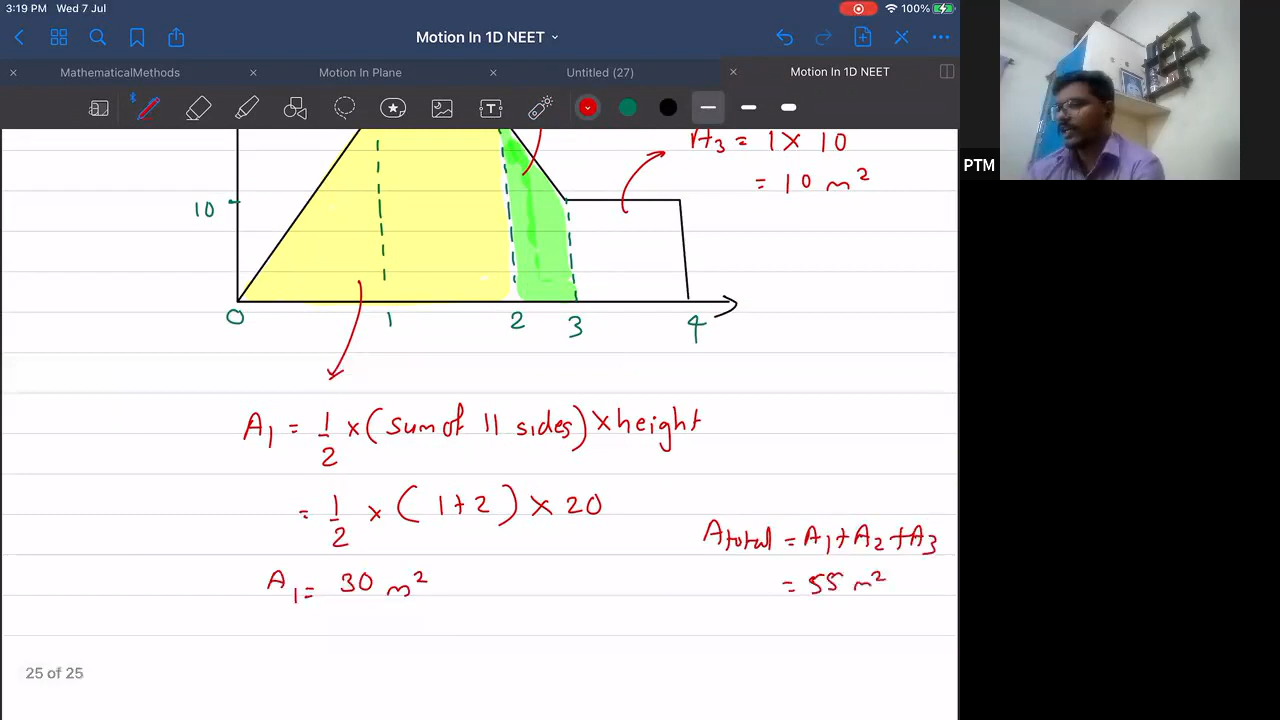 3:19 PM Wed 7 Jul
100%
Motion In 1D NEET
MathematicalMethods
Motion In Plane
Untitled (27)
Motion In 1D NEET
PTM
A3 = 1 × 10
= 10 m²
10
0 1 2 3 4
A1 = 1/2 × (sum of || sides) × height
= 1/2 × (1+2) × 20
A1 = 30 m²
Atotal = A1+A2+A3
= 55 m²
25 of 25